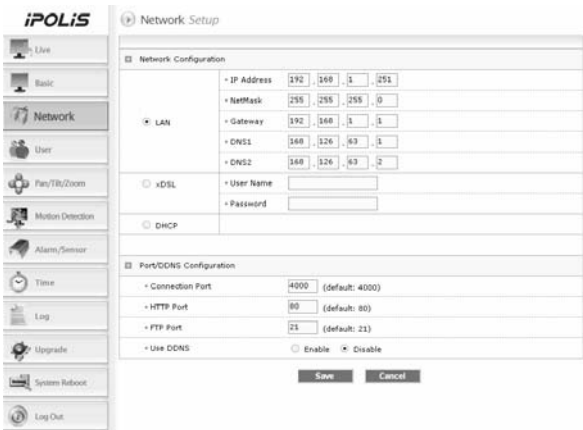 iPOLiS
Network Setup
Live
Basic
Network
User
Pan/Tilt/Zoom
Motion Detection
Alarm/Sensor
Time
Log
Upgrade
System Reboot
Log Out
Network Configuration
LAN
IP Address 192 . 168 . 1 . 251
NetMask 255 . 255 . 255 . 0
Gateway 192 . 168 . 1 . 1
DNS1 168 . 126 . 63 . 1
DNS2 168 . 126 . 63 . 2
xDSL
User Name
Password
DHCP
Port/DDNS Configuration
Connection Port 4000 (default: 4000)
HTTP Port 80 (default: 80)
FTP Port 21 (default: 21)
Use DDNS Enable Disable
Save Cancel